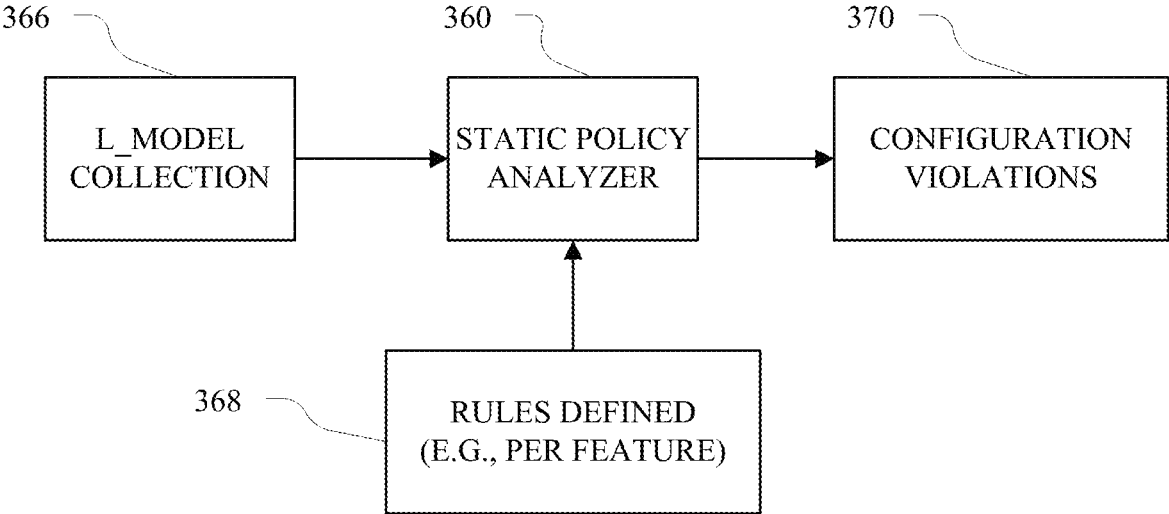 366
360
370
L_MODEL
COLLECTION
STATIC POLICY
ANALYZER
CONFIGURATION
VIOLATIONS
368
RULES DEFINED
(E.G., PER FEATURE)